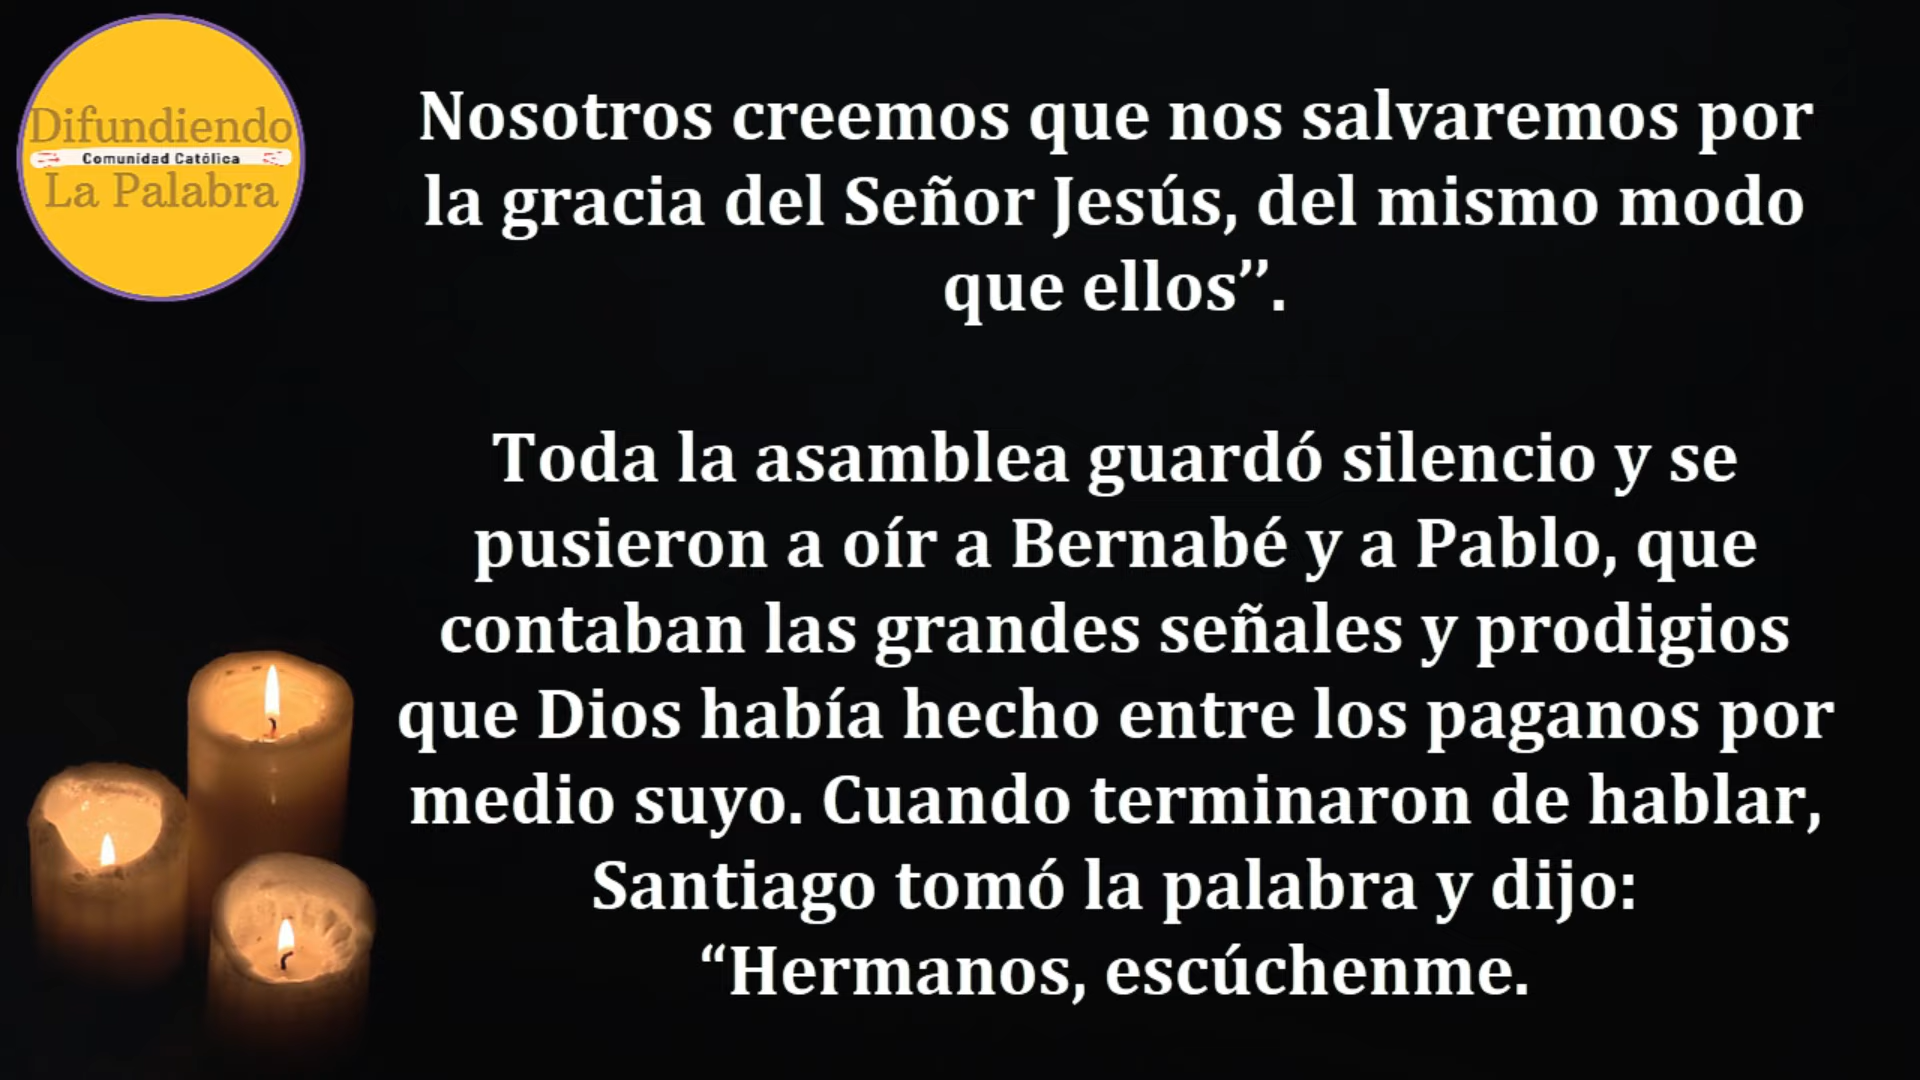 Difundiendo
Comunidad Católica
La Palabra
Nosotros creemos que nos salvaremos por
la gracia del Señor Jesús, del mismo modo
que ellos”.
Toda la asamblea guardó silencio y se
pusieron a oír a Bernabé y a Pablo, que
contaban las grandes señales y prodigios
que Dios había hecho entre los paganos por
medio suyo. Cuando terminaron de hablar,
Santiago tomó la palabra y dijo:
“Hermanos, escúchenme.